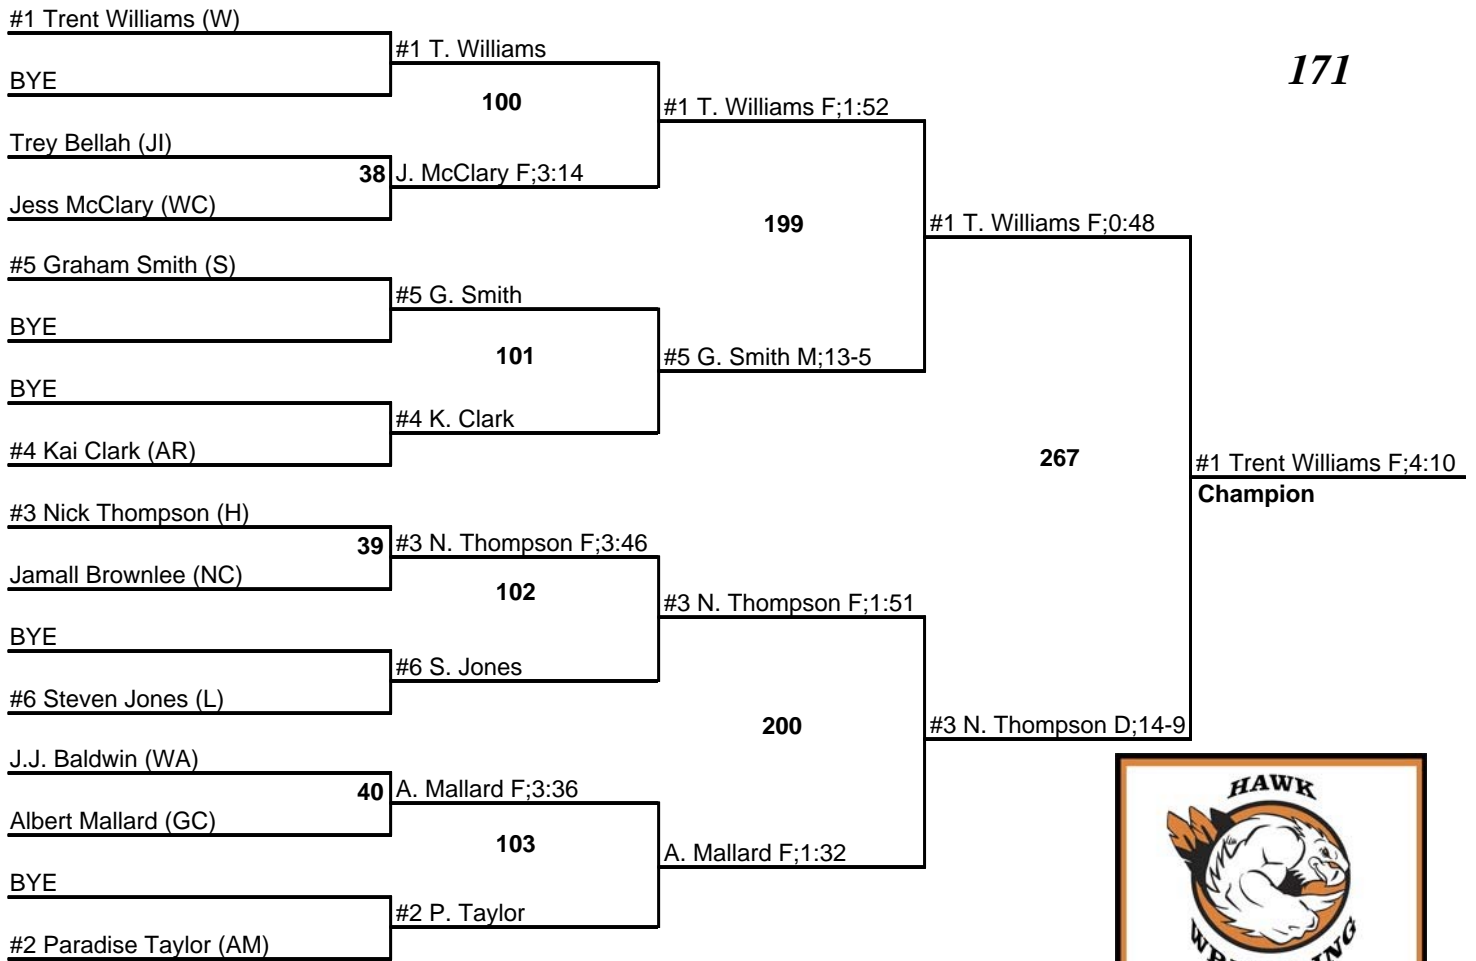 #1 Trent Williams (W)
#1 T. Williams
171
BYE
100
#1 T. Williams F;1:52
Trey Bellah (JI)
38
J. McClary F;3:14
Jess McClary (WC)
199
#1 T. Williams F;0:48
#5 Graham Smith (S)
#5 G. Smith
BYE
101
#5 G. Smith M;13-5
BYE
#4 K. Clark
#4 Kai Clark (AR)
267
#1 Trent Williams F;4:10
Champion
#3 Nick Thompson (H)
39
#3 N. Thompson F;3:46
Jamall Brownlee (NC)
102
#3 N. Thompson F;1:51
BYE
#6 S. Jones
#6 Steven Jones (L)
200
#3 N. Thompson D;14-9
J.J. Baldwin (WA)
40
A. Mallard F;3:36
Albert Mallard (GC)
103
A. Mallard F;1:32
BYE
#2 P. Taylor
#2 Paradise Taylor (AM)
HAWK